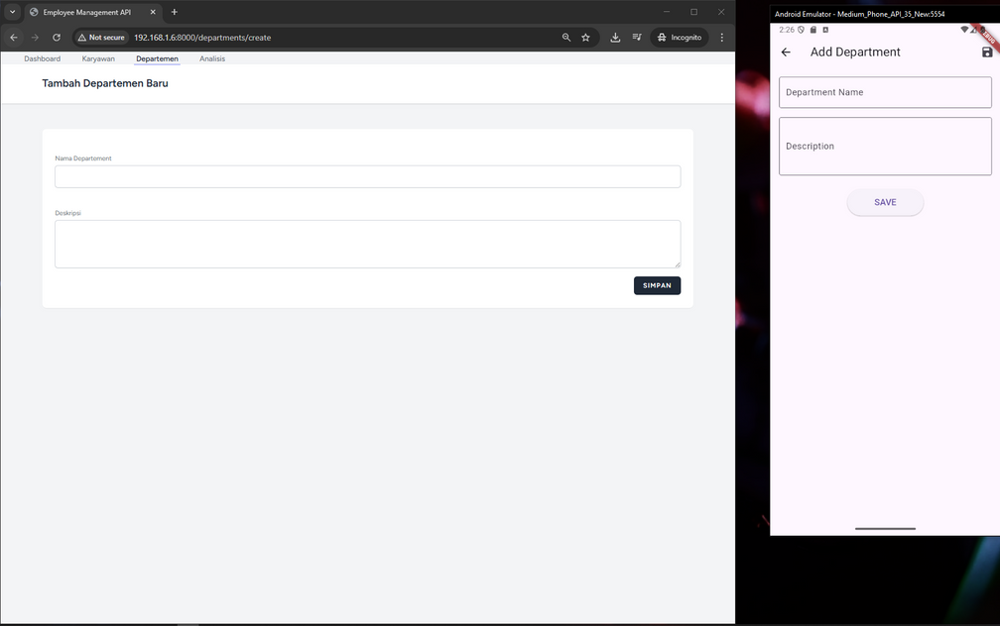 Employee Management API
Not secure
192.168.1.6:8000/departments/create
Incognito
Dashboard
Karyawan
Departemen
Analisis
Tambah Departemen Baru
Nama Departement
Deskripsi
SIMPAN
Android Emulator - Medium_Phone_API_35_New:5554
2:26
DEBUG
Add Department
Department Name
Description
SAVE